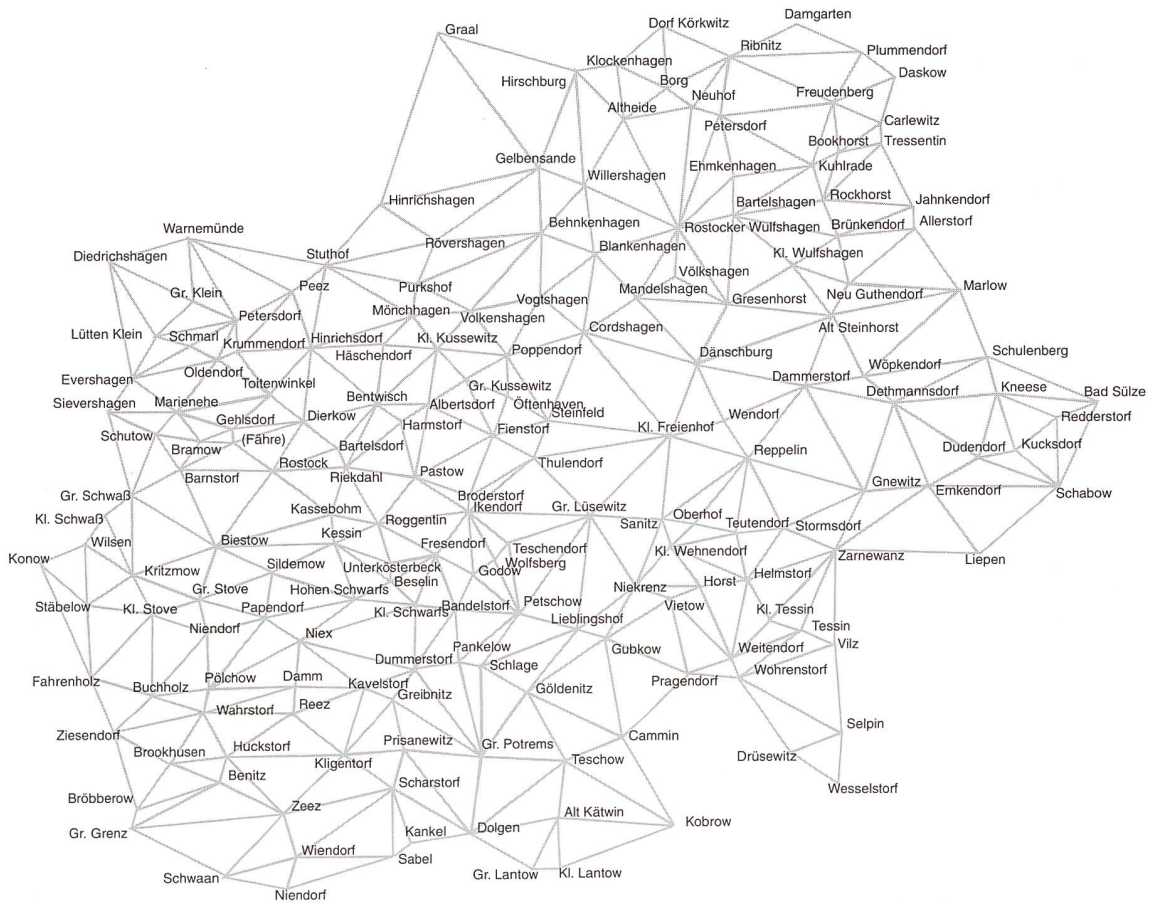 Damgarten
Dorf Körkwitz
Graal
Ribnitz
Plummendorf
Klockenhagen
Daskow
Hirschburg
Borg
Freudenberg
Neuhof
Altheide
Carlewitz
Petersdorf
Bookhorst
Tressentin
Gelbensande
Ehmkenhagen
Kuhlrade
Willershagen
Rockhorst
Hinrichshagen
Bartelshagen
Jahnkendorf
Behnkenhagen
Rostocker Wulfshagen
Brünkendorf
Allerstorf
Warnemünde
Rövershagen
Blankenhagen
Kl. Wulfshagen
Diedrichshagen
Stuthof
Völkshagen
Peez
Purkshof
Mandelshagen
Neu Guthendorf
Marlow
Gr. Klein
Vogtshagen
Gresenhorst
Petersdorf
Mönchhagen
Volkenshagen
Cordshagen
Alt Steinhorst
Lütten Klein
Schmarl
Krummendorf
Hinrichsdorf
Kl. Kussewitz
Häschendorf
Poppendorf
Dänschburg
Schulenberg
Wöpkendorf
Oldendorf
Evershagen
Toitenwinkel
Gr. Kussewitz
Dammerstorf
Dethmannsdorf
Kneese
Bad Sülze
Sievershagen
Marienehe
Bentwisch
Albertsdorf
Öftenhaven
Steinfeld
Wendorf
Redderstorf
Gehlsdorf
Dierkow
Harmstorf
Fienstorf
Kl. Freienhof
Schutow
(Fähre)
Bramow
Bartelsdorf
Dudendorf
Kucksdorf
Reppelin
Rostock
Thulendorf
Barnstorf
Riekdahl
Pastow
Gnewitz
Emkendorf
Schabow
Gr. Schwaß
Broderstorf
Ikendorf
Gr. Lüsewitz
Kassebohm
Oberhof
Kl. Schwaß
Roggentin
Sanitz
Teutendorf
Stormsdorf
Kessin
Wilsen
Biestow
Fresendorf
Teschendorf
Kl. Wehnendorf
Zarnewanz
Konow
Wolfsberg
Liepen
Kritzmow
Sildemow
Unterkösterbeck
Godow
Helmstorf
Beselin
Horst
Gr. Stove
Hohen Schwarfs
Niekrenz
Stäbelow
Kl. Stove
Papendorf
Kl. Schwarfs
Bandelstorf
Petschow
Vietow
Kl. Tessin
Lieblingshof
Niendorf
Niex
Tessin
Vilz
Pankelow
Gubkow
Weitendorf
Dummerstorf
Schlage
Wohrenstorf
Fahrenholz
Pölchow
Damm
Kavelstorf
Pragendorf
Buchholz
Göldenitz
Greibnitz
Reez
Wahrstorf
Selpin
Ziesendorf
Cammin
Prisanewitz
Gr. Potrems
Huckstorf
Brookhusen
Drüsewitz
Teschow
Kligentorf
Benitz
Scharstorf
Wesselstorf
Bröbberow
Zeez
Alt Kätwin
Kobrow
Gr. Grenz
Kankel
Dolgen
Wiendorf
Sabel
Gr. Lantow
Kl. Lantow
Schwaan
Niendorf